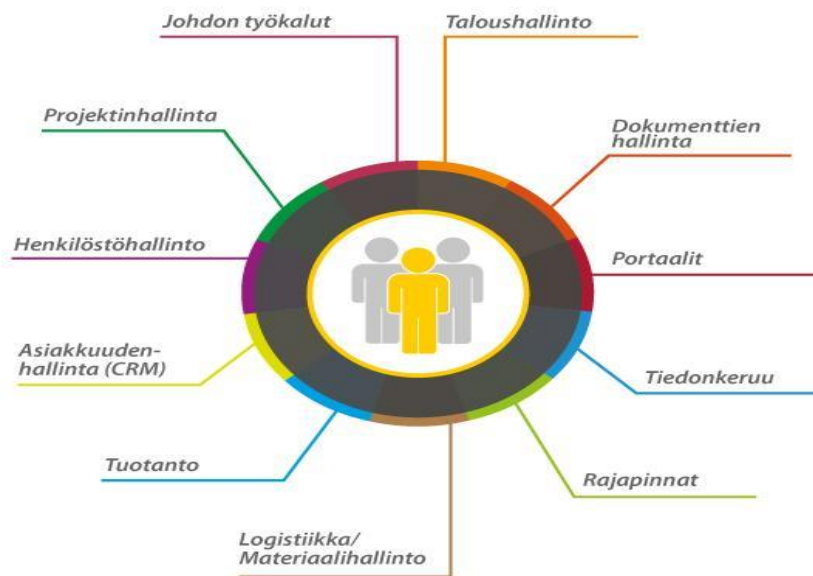 Johdon työkalut
Taloushallinto
Projektinhallinta
Dokumenttien
hallinta
Henkilöstöhallinto
Portaalit
Asiakkuuden-
hallinta (CRM)
Tiedonkeruu
Tuotanto
Rajapinnat
Logistiikka/
Materiaalihallinto